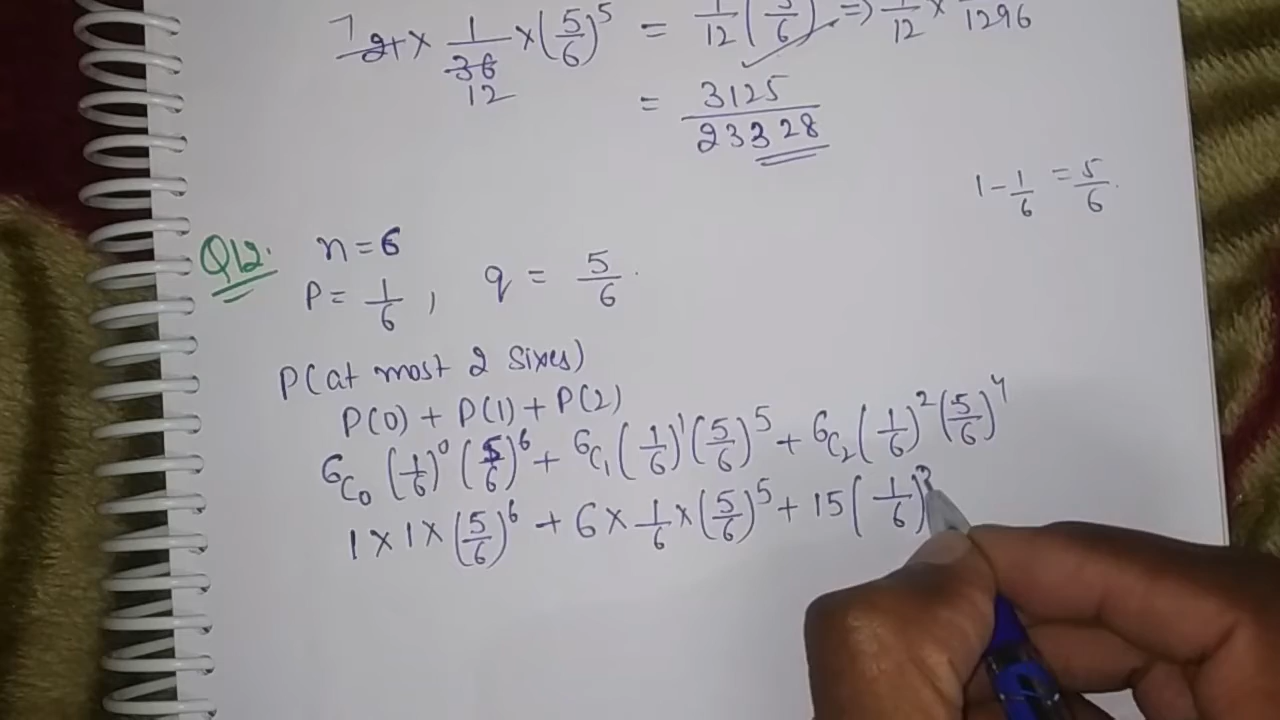 7/21 × 1/36 × (5/6)^5 = 1/12 (5/6) => 1/12 × /1296
12
= 3125/23328
1 - 1/6 = 5/6.
Q12. n = 6
P = 1/6, q = 5/6.
P(at most 2 sixes)
P(0) + P(1) + P(2)
6C0 (1/6)^0 (5/6)^6 + 6C1 (1/6)^1 (5/6)^5 + 6C2 (1/6)^2 (5/6)^4
1 × 1 × (5/6)^6 + 6 × 1/6 × (5/6)^5 + 15 (1/6)